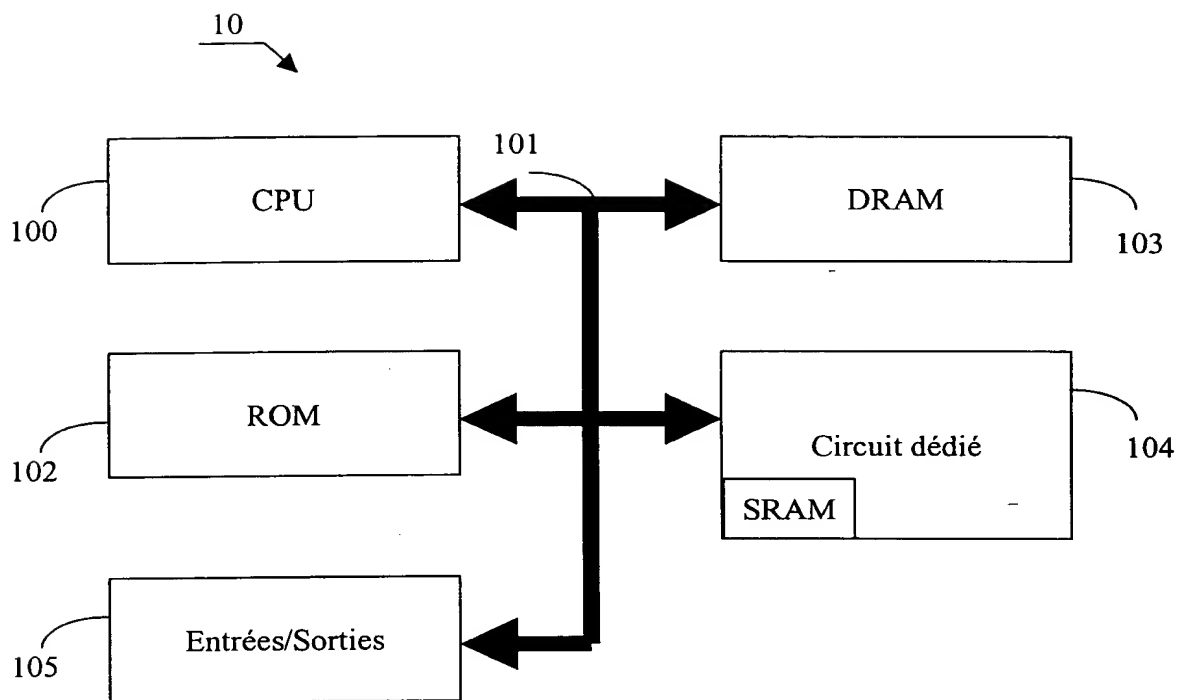 10
101
CPU
DRAM
100
103
ROM
Circuit dédié
102
104
SRAM
Entrées/Sorties
105